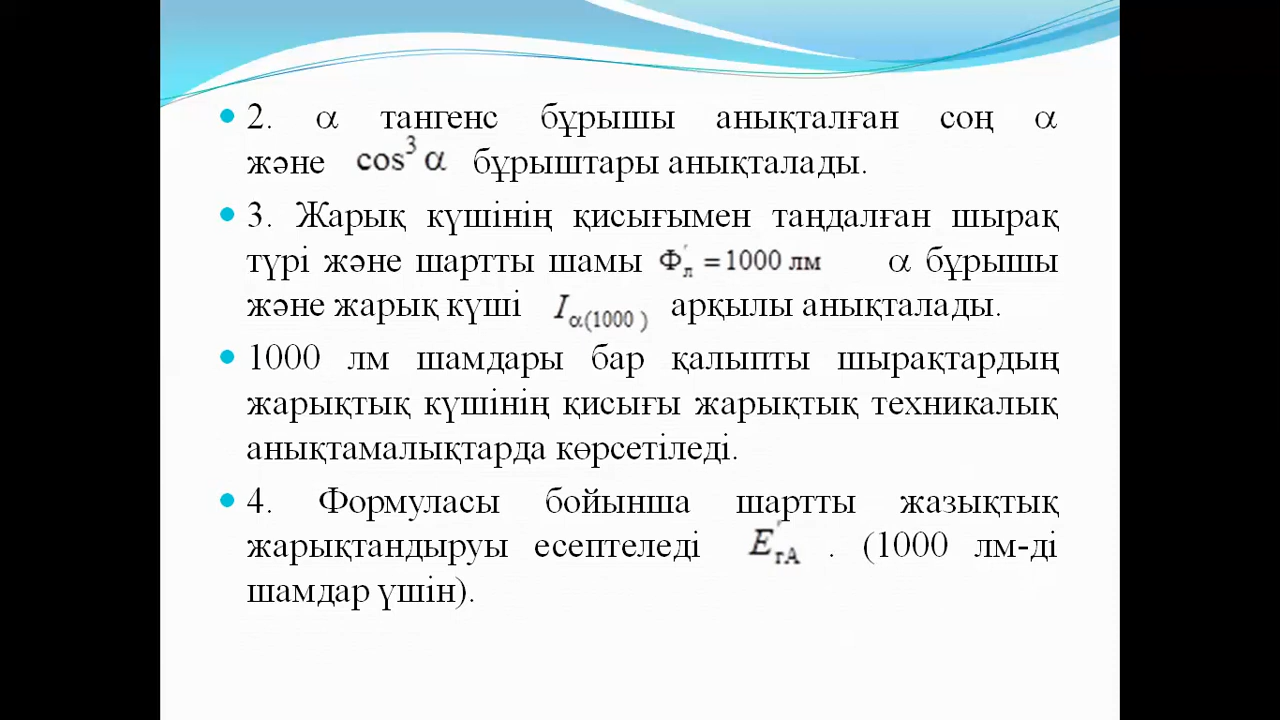 2. α тангенс бұрышы анықталған соң α
және cos³ α бұрыштары анықталады.
3. Жарық күшінің қисығымен таңдалған шырақ
түрі және шартты шамы Ф′л = 1000 лм α бұрышы
және жарық күші Iα(1000 ) арқылы анықталады.
1000 лм шамдары бар қалыпты шырақтардың
жарықтық күшінің қисығы жарықтық техникалық
анықтамалықтарда көрсетіледі.
4. Формуласы бойынша шартты жазықтық
жарықтандыруы есептеледі E′гА . (1000 лм-ді
шамдар үшін).